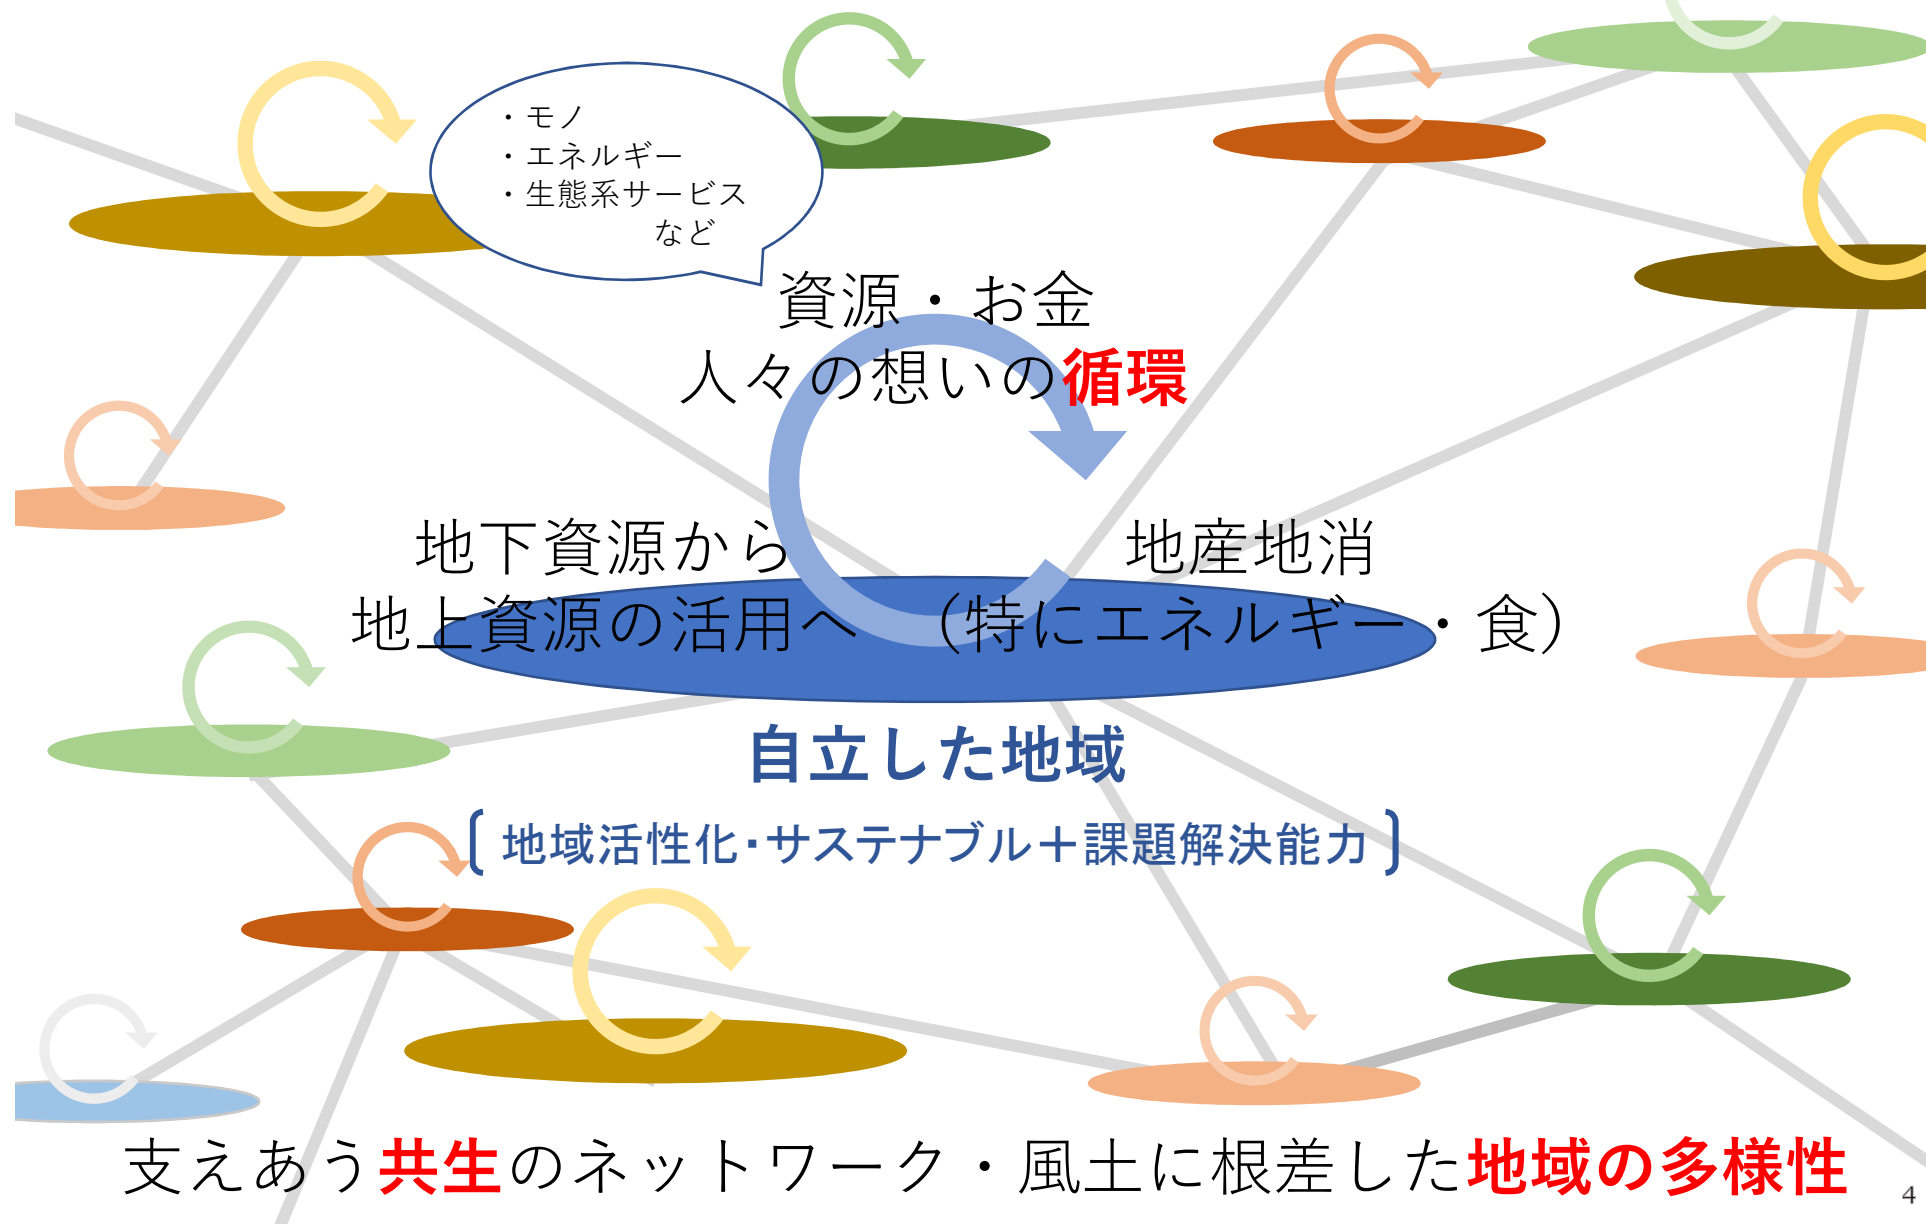 ・モノ
・エネルギー
・生態系サービス
など
資源・お金
人々の想いの循環
地下資源から
地上資源の活用へ
地産地消
（特にエネルギー・食）
自立した地域
〔 地域活性化・サステナブル＋課題解決能力 〕
支えあう共生のネットワーク・風土に根差した地域の多様性
4